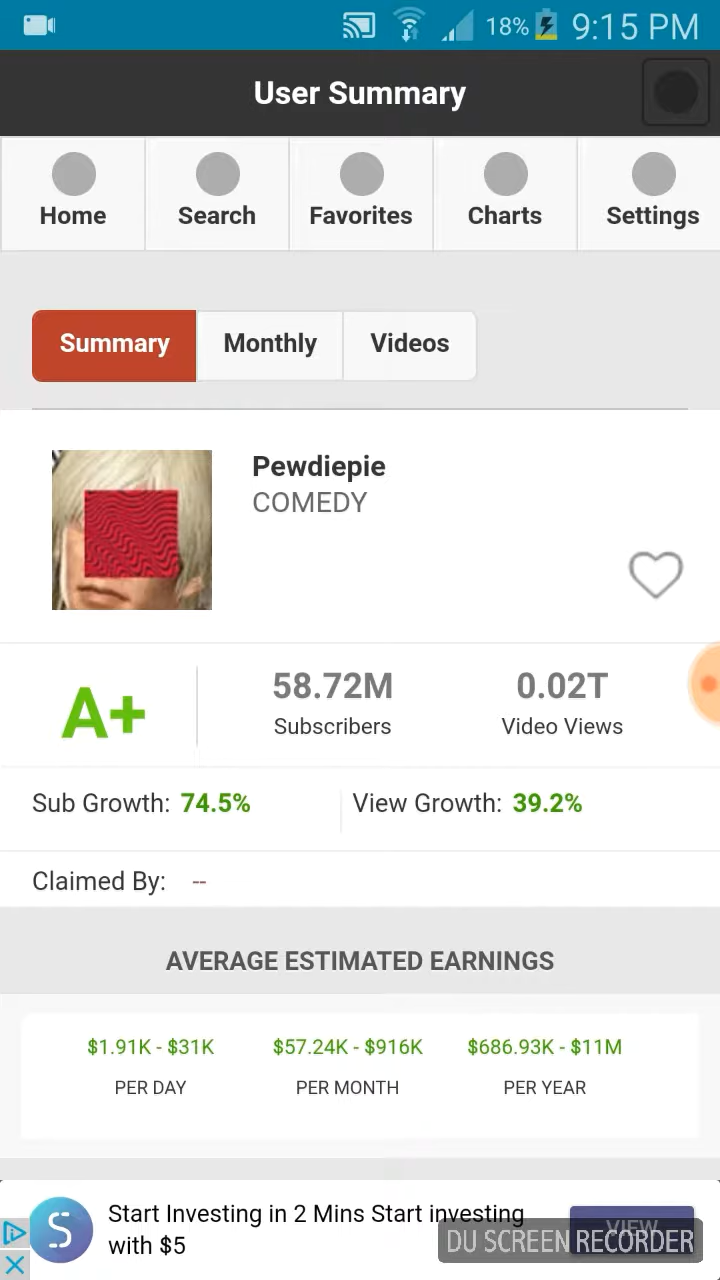 18% 9:15 PM
User Summary
Home Search Favorites Charts Settings
Summary Monthly Videos
Pewdiepie
COMEDY
A+ 58.72M 0.02T
Subscribers Video Views
Sub Growth: 74.5% View Growth: 39.2%
Claimed By: --
AVERAGE ESTIMATED EARNINGS
$1.91K - $31K $57.24K - $916K $686.93K - $11M
PER DAY PER MONTH PER YEAR
S Start Investing in 2 Mins Start investing
with $5 VIEW
DU SCREEN RECORDER